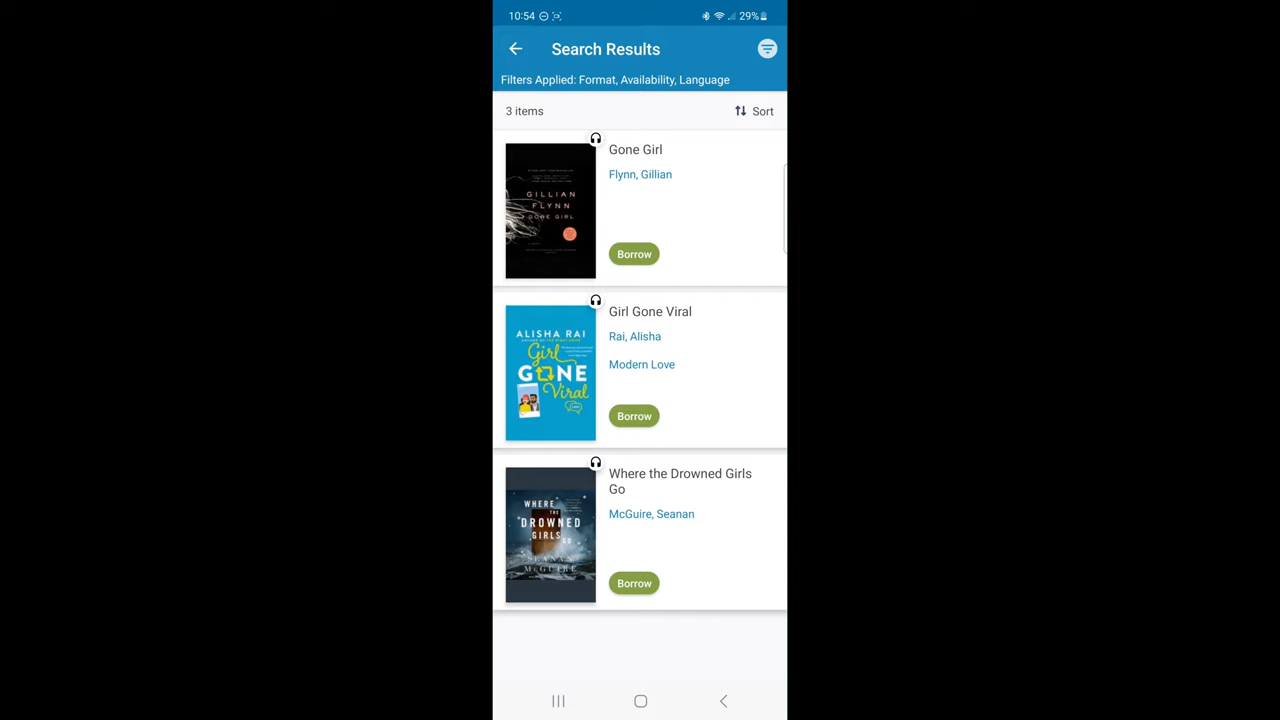 10:54
29%
Search Results
Filters Applied: Format, Availability, Language
3 items
Sort
Gone Girl
Flynn, Gillian
GILLIAN
FLYNN
GONE GIRL
Borrow
Girl Gone Viral
Rai, Alisha
Modern Love
ALISHA RAI
Girl
GONE
Viral
Borrow
Where the Drowned Girls
Go
McGuire, Seanan
WHERE
THE
DROWNED
GIRLS
GO
SEANAN
McGUIRE
Borrow